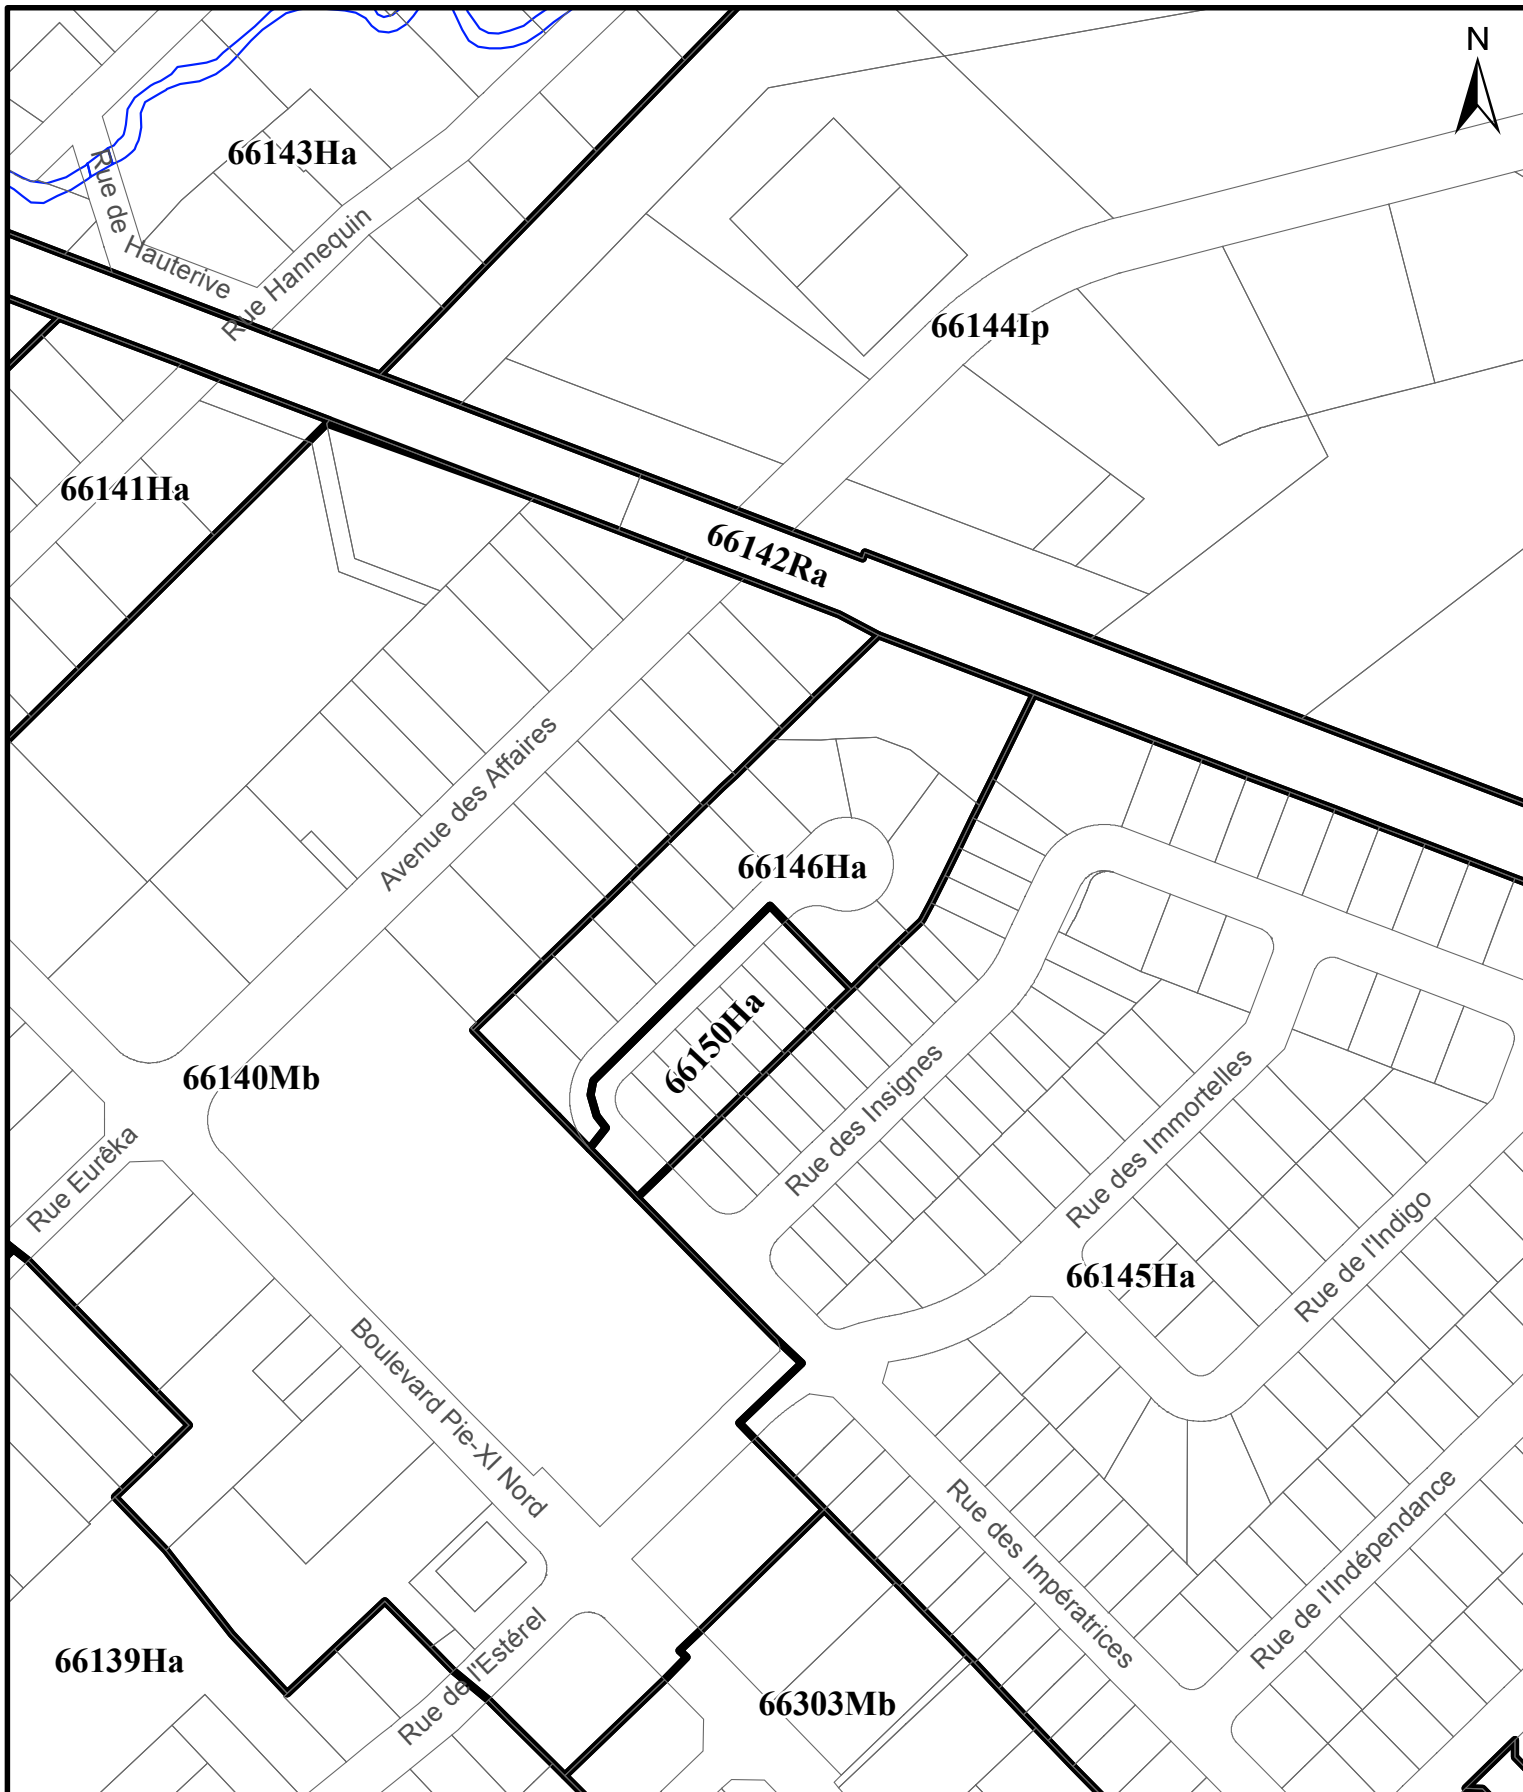 N
66143Ha
Rue de
Hauterive
Rue Hannequin
66144Ip
66141Ha
66142Ra
Avenue des Affaires
66146Ha
66150Ha
66140Mb
Rue des Insignes
Rue des Immortelles
Rue Eurêka
Rue de l'Indigo
66145Ha
Boulevard Pie-XI Nord
Rue des Impératrices
Rue de l'Indépendance
66139Ha
Rue de l'Estérel
66303Mb